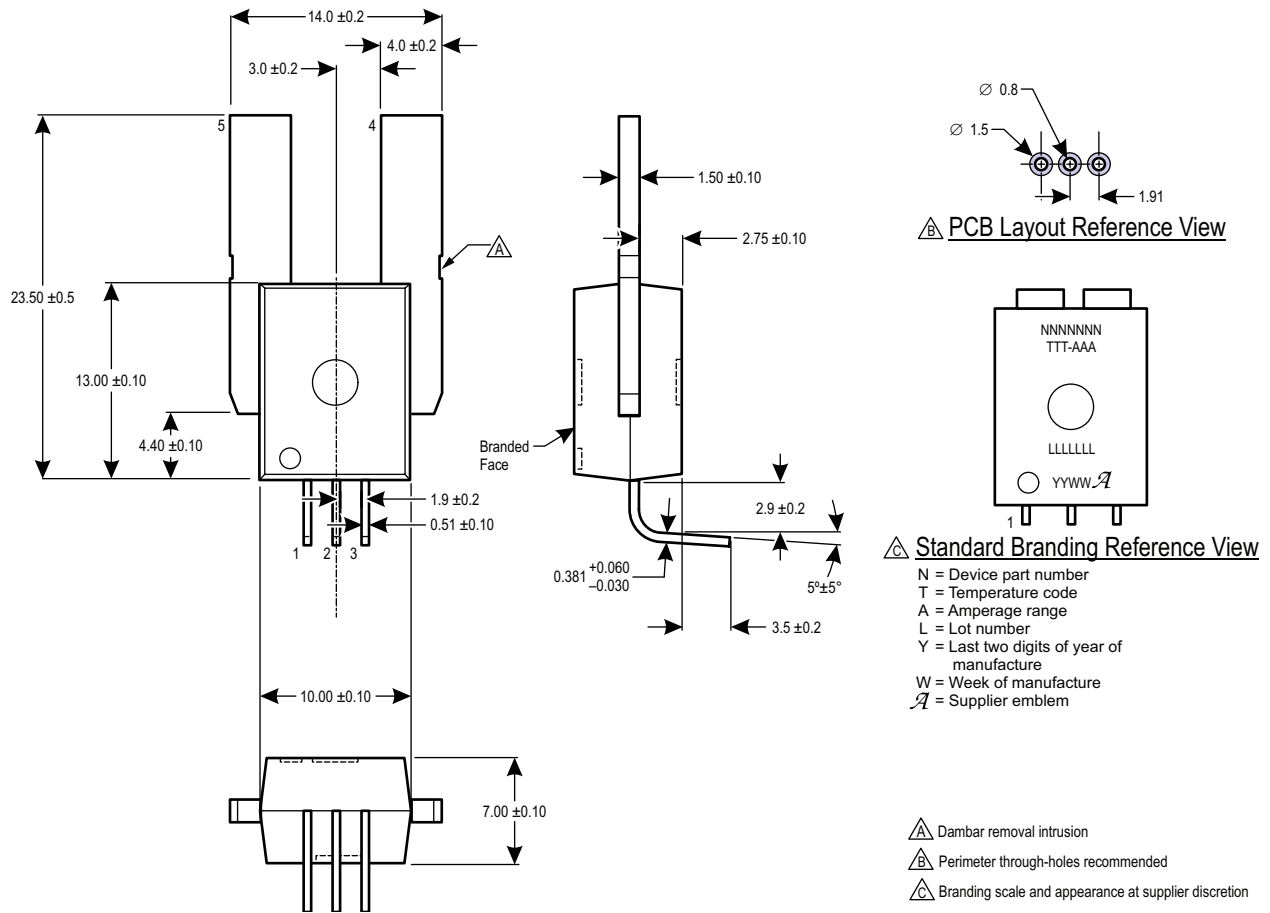 14.0 ±0.2
4.0 ±0.2
3.0 ±0.2
5
4
A
23.50 ±0.5
13.00 ±0.10
4.40 ±0.10
1.9 ±0.2
0.51 ±0.10
1 2 3
1.50 ±0.10
2.75 ±0.10
Branded
Face
2.9 ±0.2
0.381 +0.060
–0.030
5°±5°
3.5 ±0.2
10.00 ±0.10
7.00 ±0.10
Ø 0.8
Ø 1.5
1.91
B PCB Layout Reference View
NNNNNNN
TTT-AAA
LLLLLLL
YYWW A
1
C Standard Branding Reference View
N = Device part number
T = Temperature code
A = Amperage range
L = Lot number
Y = Last two digits of year of
manufacture
W = Week of manufacture
A = Supplier emblem
A Dambar removal intrusion
B Perimeter through-holes recommended
C Branding scale and appearance at supplier discretion